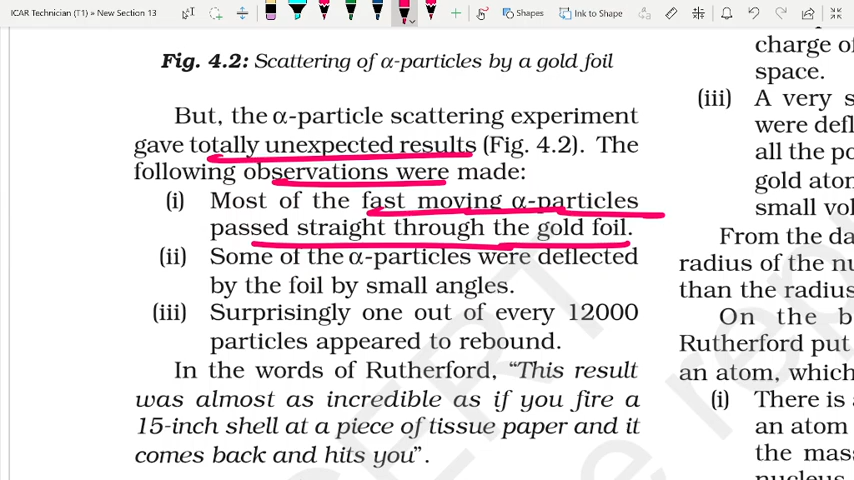 ICAR Technician (T1) » New Section 13
Shapes
Ink to Shape
Fig. 4.2: Scattering of α-particles by a gold foil
But, the α-particle scattering experiment
gave totally unexpected results (Fig. 4.2). The
following observations were made:
(i) Most of the fast moving α-particles
passed straight through the gold foil.
(ii) Some of the α-particles were deflected
by the foil by small angles.
(iii) Surprisingly one out of every 12000
particles appeared to rebound.
In the words of Rutherford, “This result
was almost as incredible as if you fire a
15-inch shell at a piece of tissue paper and it
comes back and hits you”.
charge of
space.
(iii) A very s
were defl
all the po
gold atom
small vol
From the da
radius of the nu
than the radius
On the b
Rutherford put
an atom, which
(i) There is
an atom
the mass
nucleus